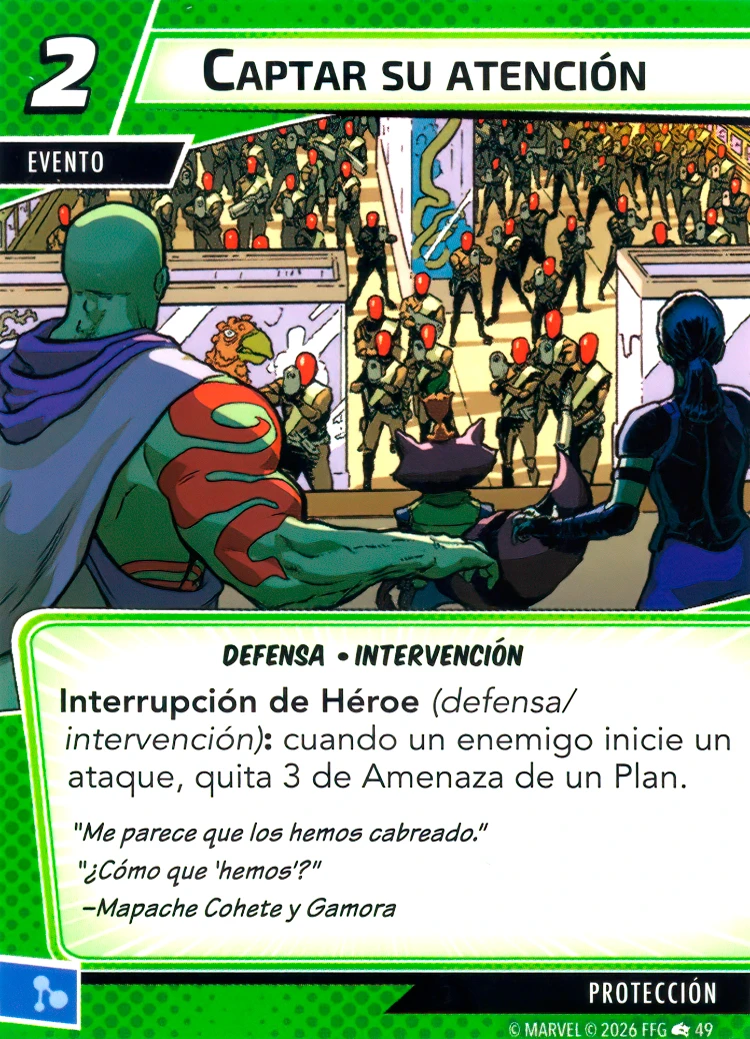 2
CAPTAR SU ATENCIÓN
EVENTO
DEFENSA • INTERVENCIÓN
Interrupción de Héroe (defensa/
intervención): cuando un enemigo inicie un
ataque, quita 3 de Amenaza de un Plan.
"Me parece que los hemos cabreado."
"¿Cómo que 'hemos'?"
–Mapache Cohete y Gamora
PROTECCIÓN
© MARVEL © 2026 FFG 49